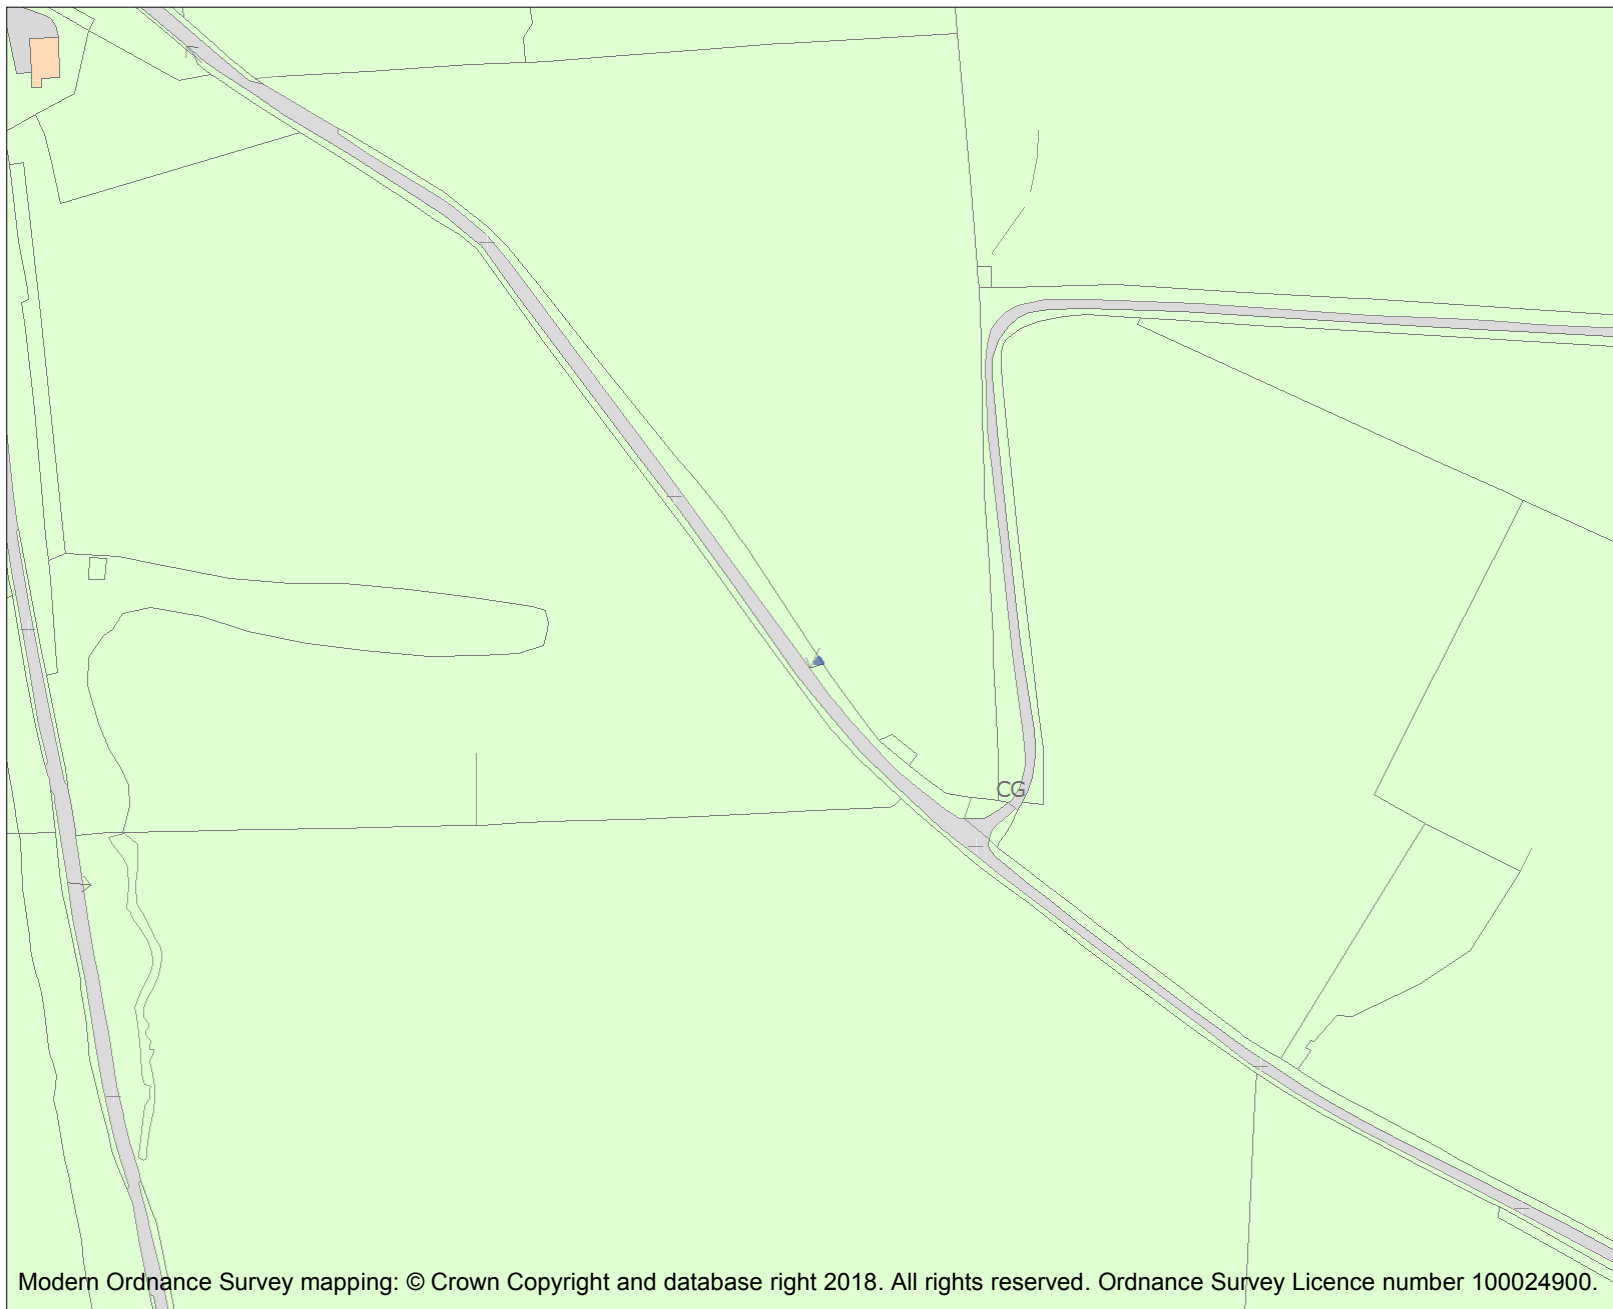 CG
Modern Ordnance Survey mapping: © Crown Copyright and database right 2018. All rights reserved. Ordnance Survey Licence number 100024900.